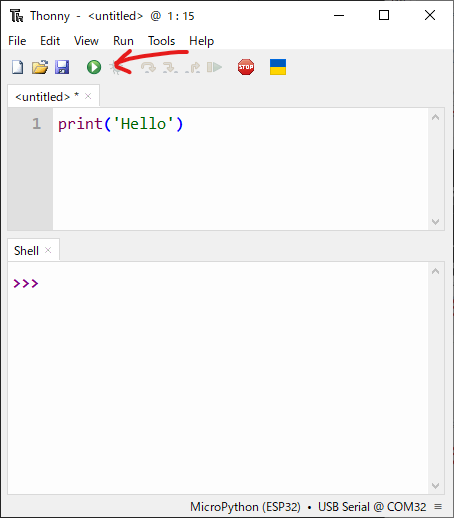 Thonny - <untitled> @ 1:15
File Edit View Run Tools Help
STOP
<untitled> * ×
1 print('Hello')
Shell ×
>>>
MicroPython (ESP32) • USB Serial @ COM32 ≡